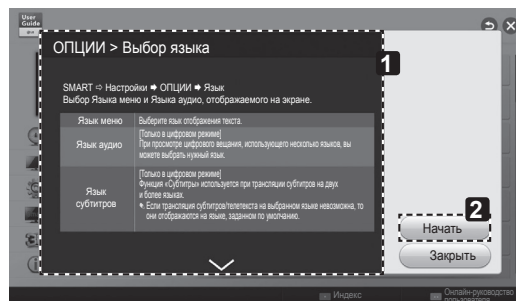 User
Guide
ОПЦИИ > Выбор языка
1
SMART ⇨ Настройки ➡ ОПЦИИ ➡ Язык
Выбор Языка меню и Языка аудио, отображаемого на экране.
Язык меню
Выберите язык отображения текста.
Язык аудио
[Только в цифровом режиме]
При просмотре цифрового вещания, использующего несколько языков, вы
можете выбрать нужный язык.
Язык
субтитров
[Только в цифровом режиме]
Функция «Субтитры» используется при трансляции субтитров на двух
и более языках.
Если трансляция субтитров/телетекста на выбранном языке невозможна, то
они отображаются на языке, заданном по умолчанию.
2
Начать
Закрыть
Индекс
Онлайн-руководство
пользователя